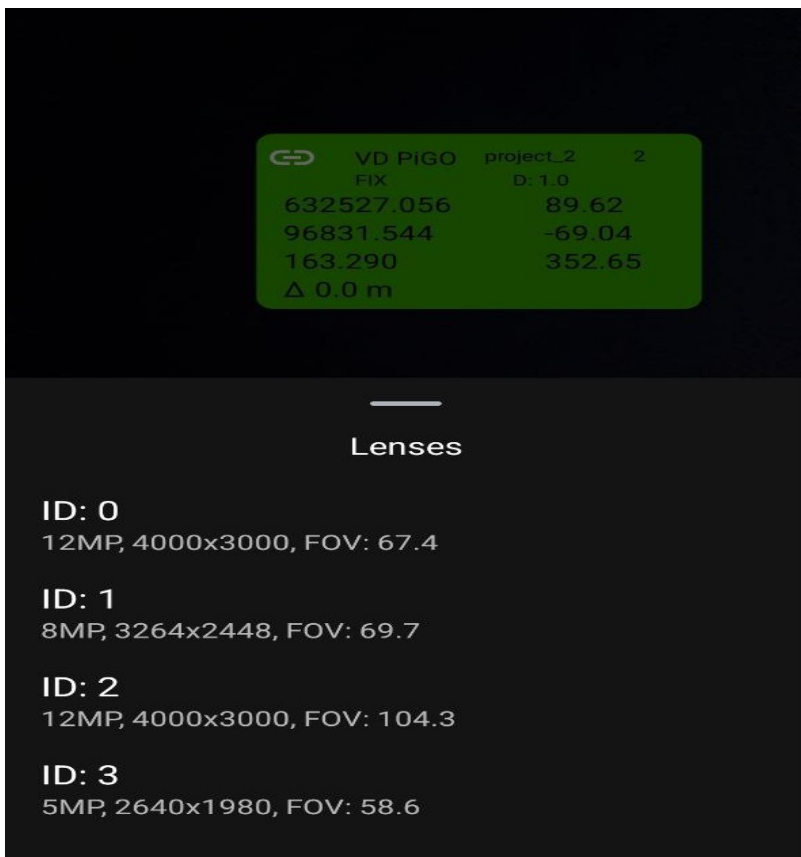 VD PiGO project_2 2
FIX D: 1.0
632527.056 89.62
96831.544 -69.04
163.290 352.65
Δ 0.0 m
Lenses
ID: 0
12MP, 4000x3000, FOV: 67.4
ID: 1
8MP, 3264x2448, FOV: 69.7
ID: 2
12MP, 4000x3000, FOV: 104.3
ID: 3
5MP, 2640x1980, FOV: 58.6